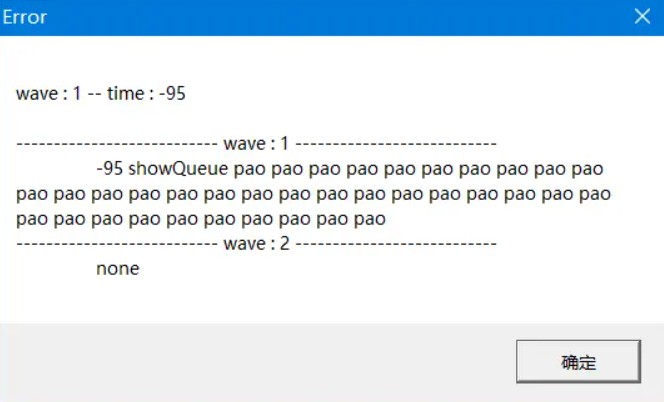 Error
wave : 1 -- time : -95
--------------------------- wave : 1 ---------------------------
-95 showQueue pao pao pao pao pao pao pao pao pao pao
pao pao pao pao pao pao pao pao pao pao pao pao pao pao pao pao
pao pao pao pao pao pao pao pao pao pao
--------------------------- wave : 2 ---------------------------
none
确定